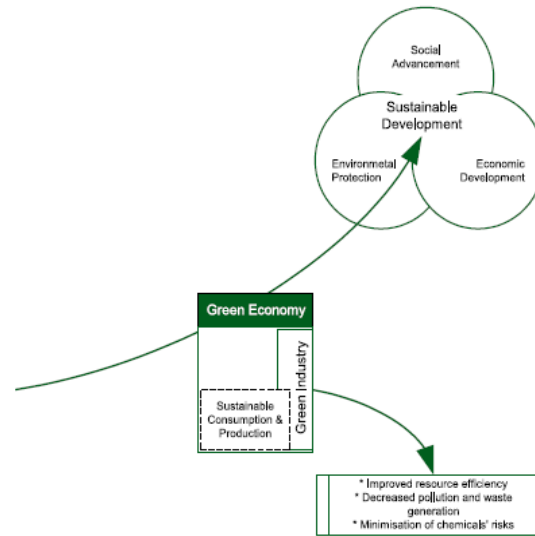 Social
Advancement
Sustainable
Development
Environmetal
Protection
Economic
Development
Green Economy
Green Industry
Sustainable
Consumption &
Production
* Improved resource efficiency
* Decreased pollution and waste
generation
* Minimisation of chemicals' risks